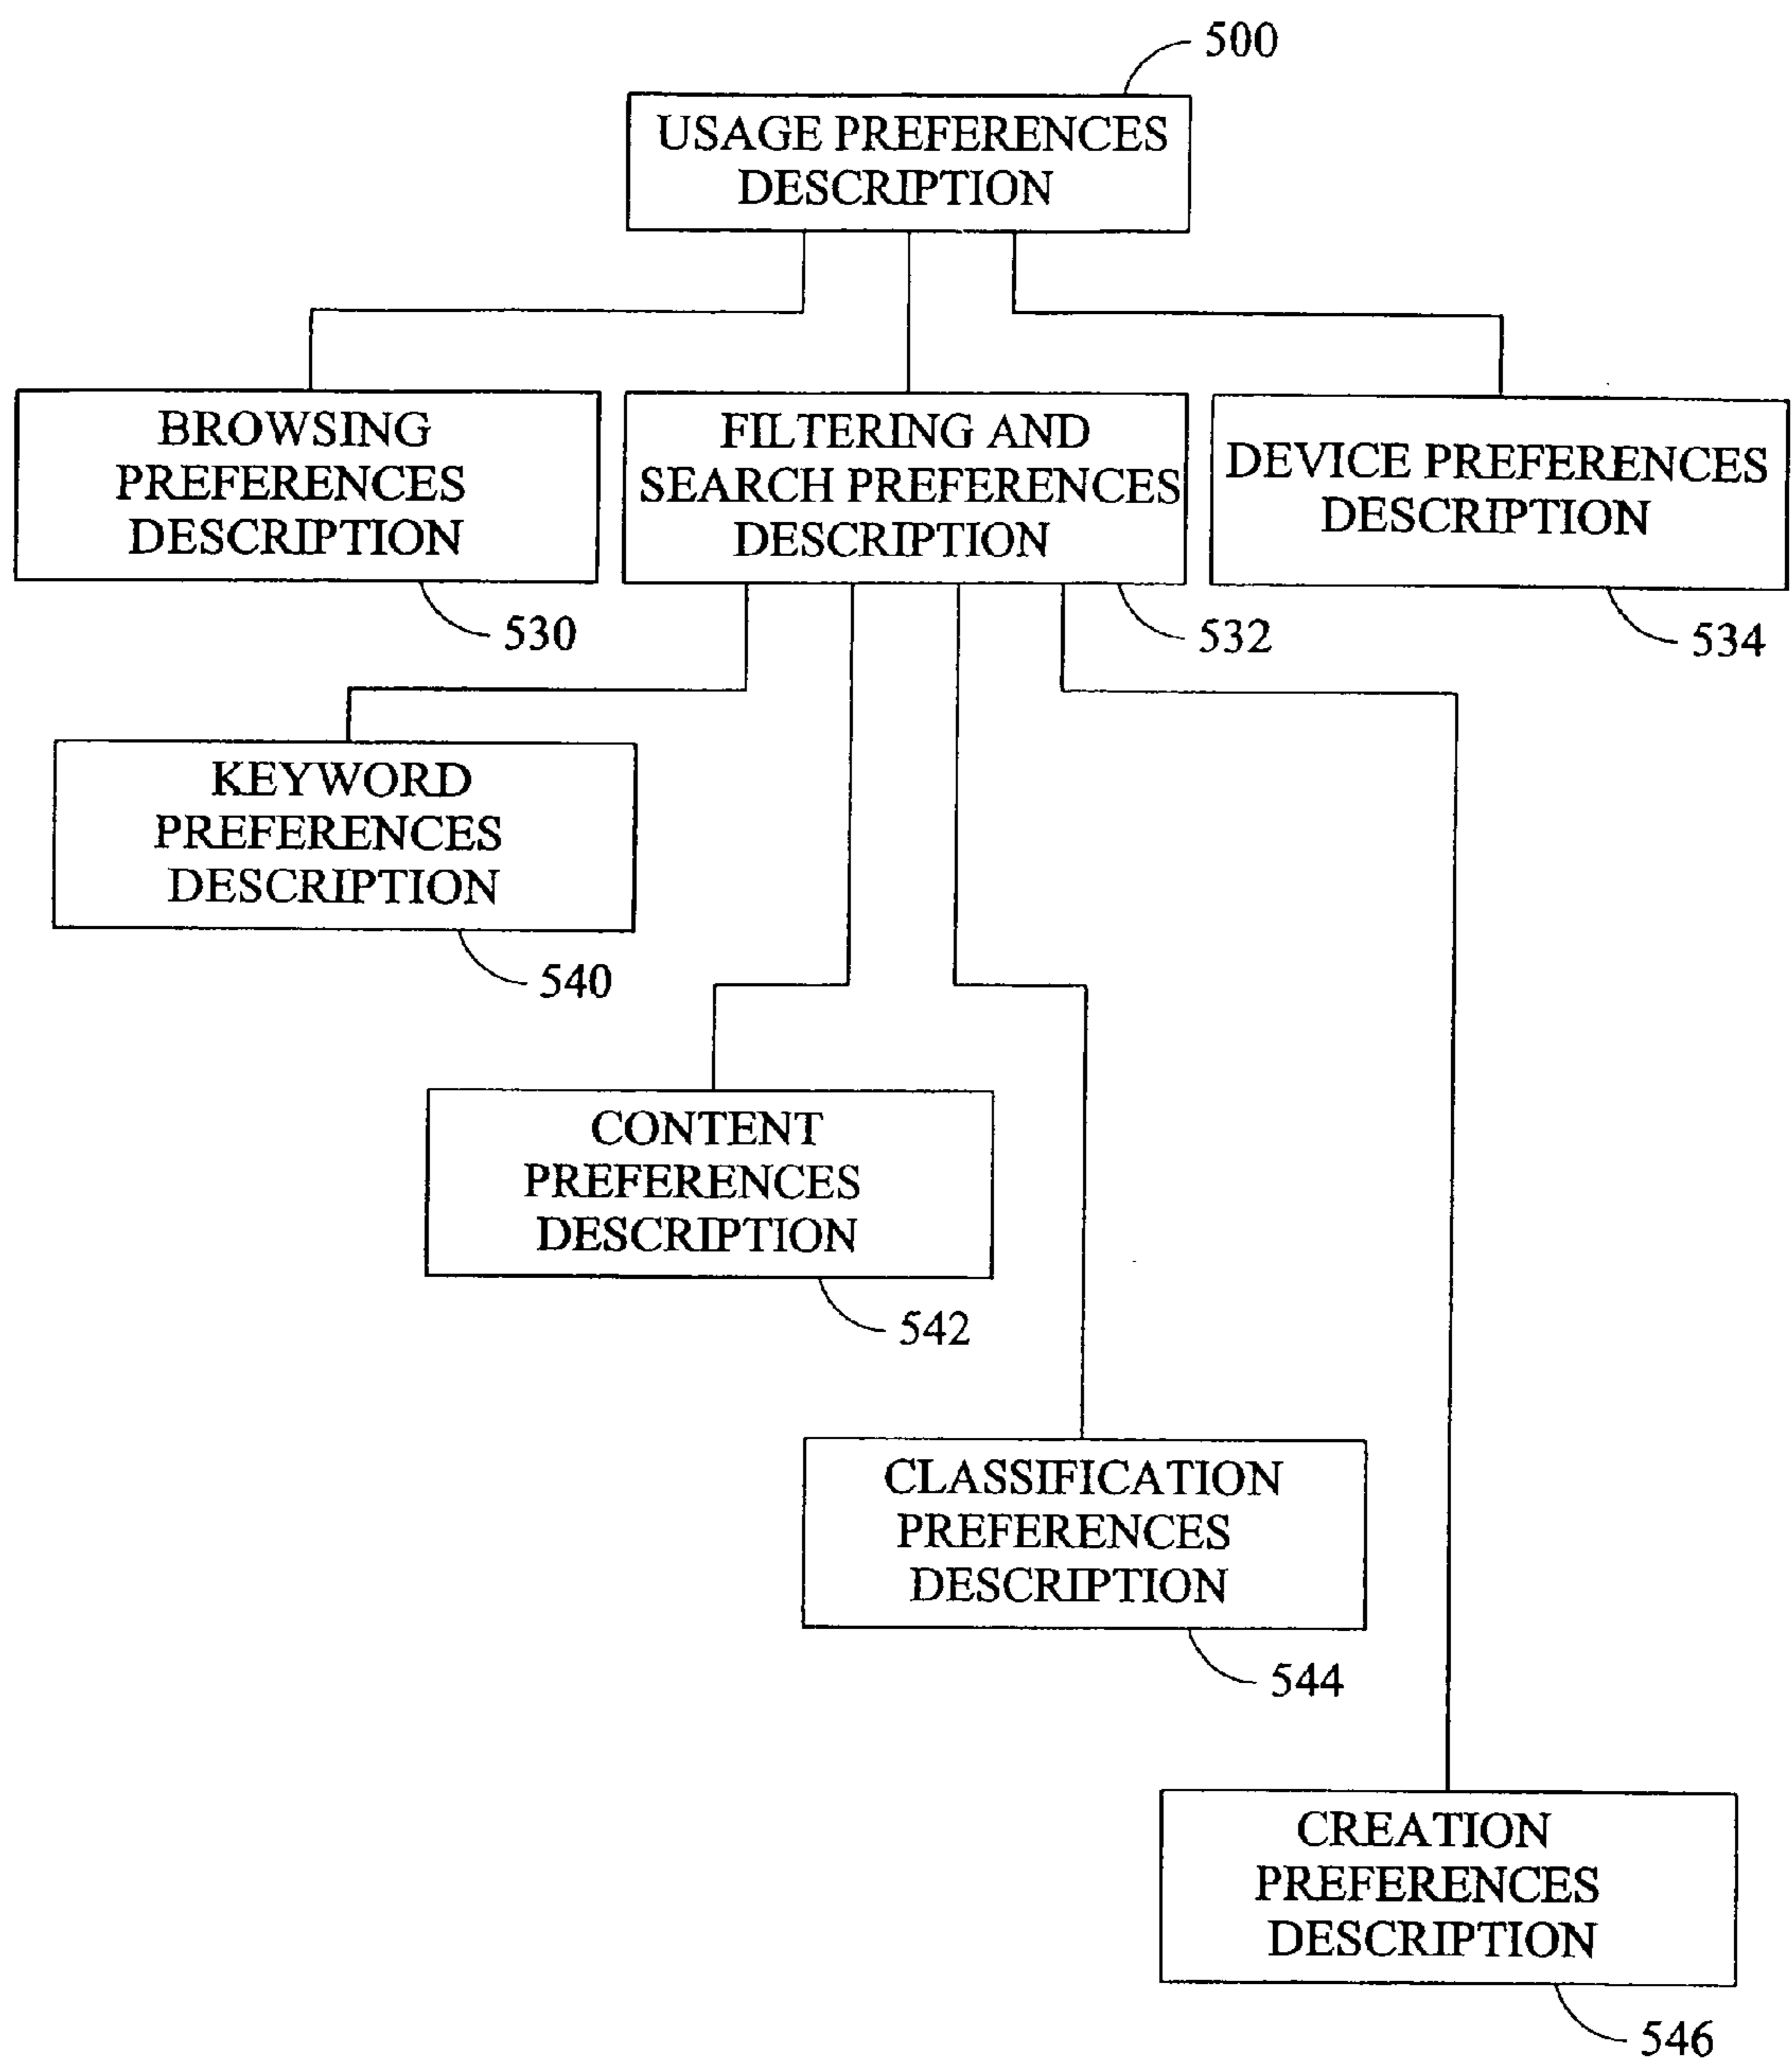 500
USAGE PREFERENCES
DESCRIPTION
BROWSING
PREFERENCES
DESCRIPTION
530
FILTERING AND
SEARCH PREFERENCES
DESCRIPTION
532
DEVICE PREFERENCES
DESCRIPTION
534
KEYWORD
PREFERENCES
DESCRIPTION
540
CONTENT
PREFERENCES
DESCRIPTION
542
CLASSIFICATION
PREFERENCES
DESCRIPTION
544
CREATION
PREFERENCES
DESCRIPTION
546